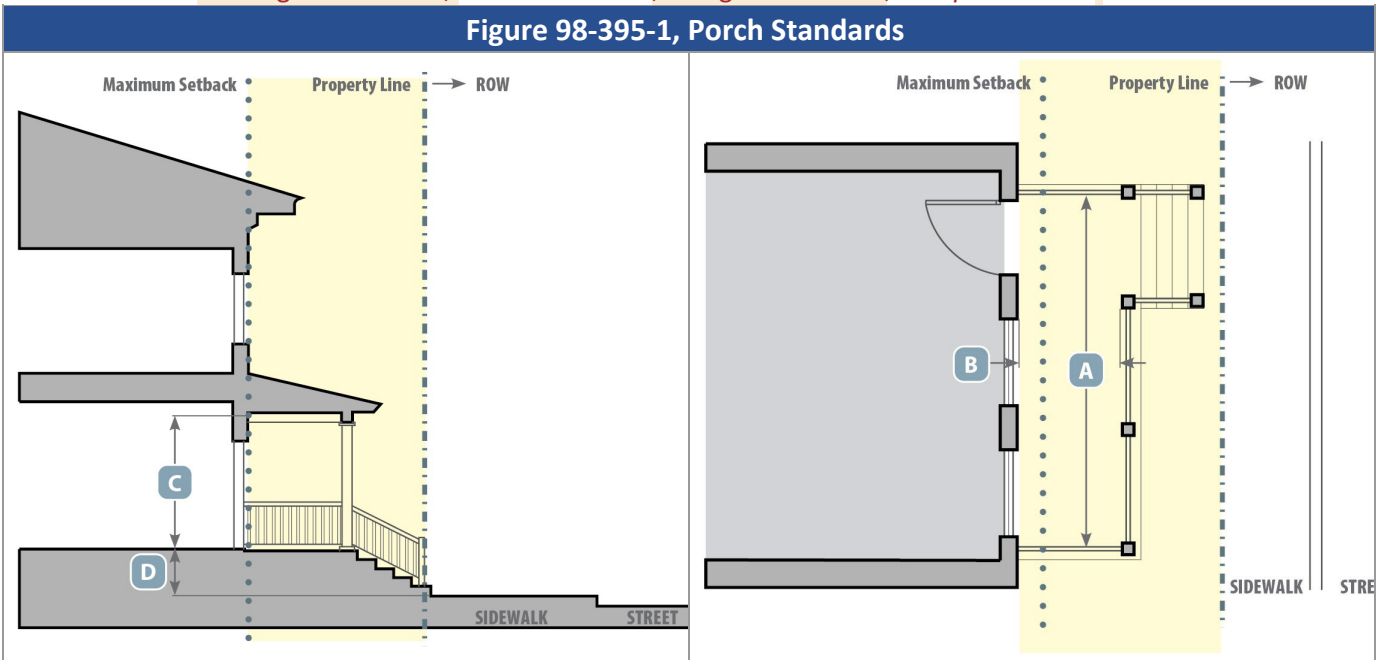 Figure 98-395-1, Porch Standards
Maximum Setback
Property Line
ROW
C
D
SIDEWALK
STREET
Maximum Setback
Property Line
ROW
B
A
SIDEWALK
STRE